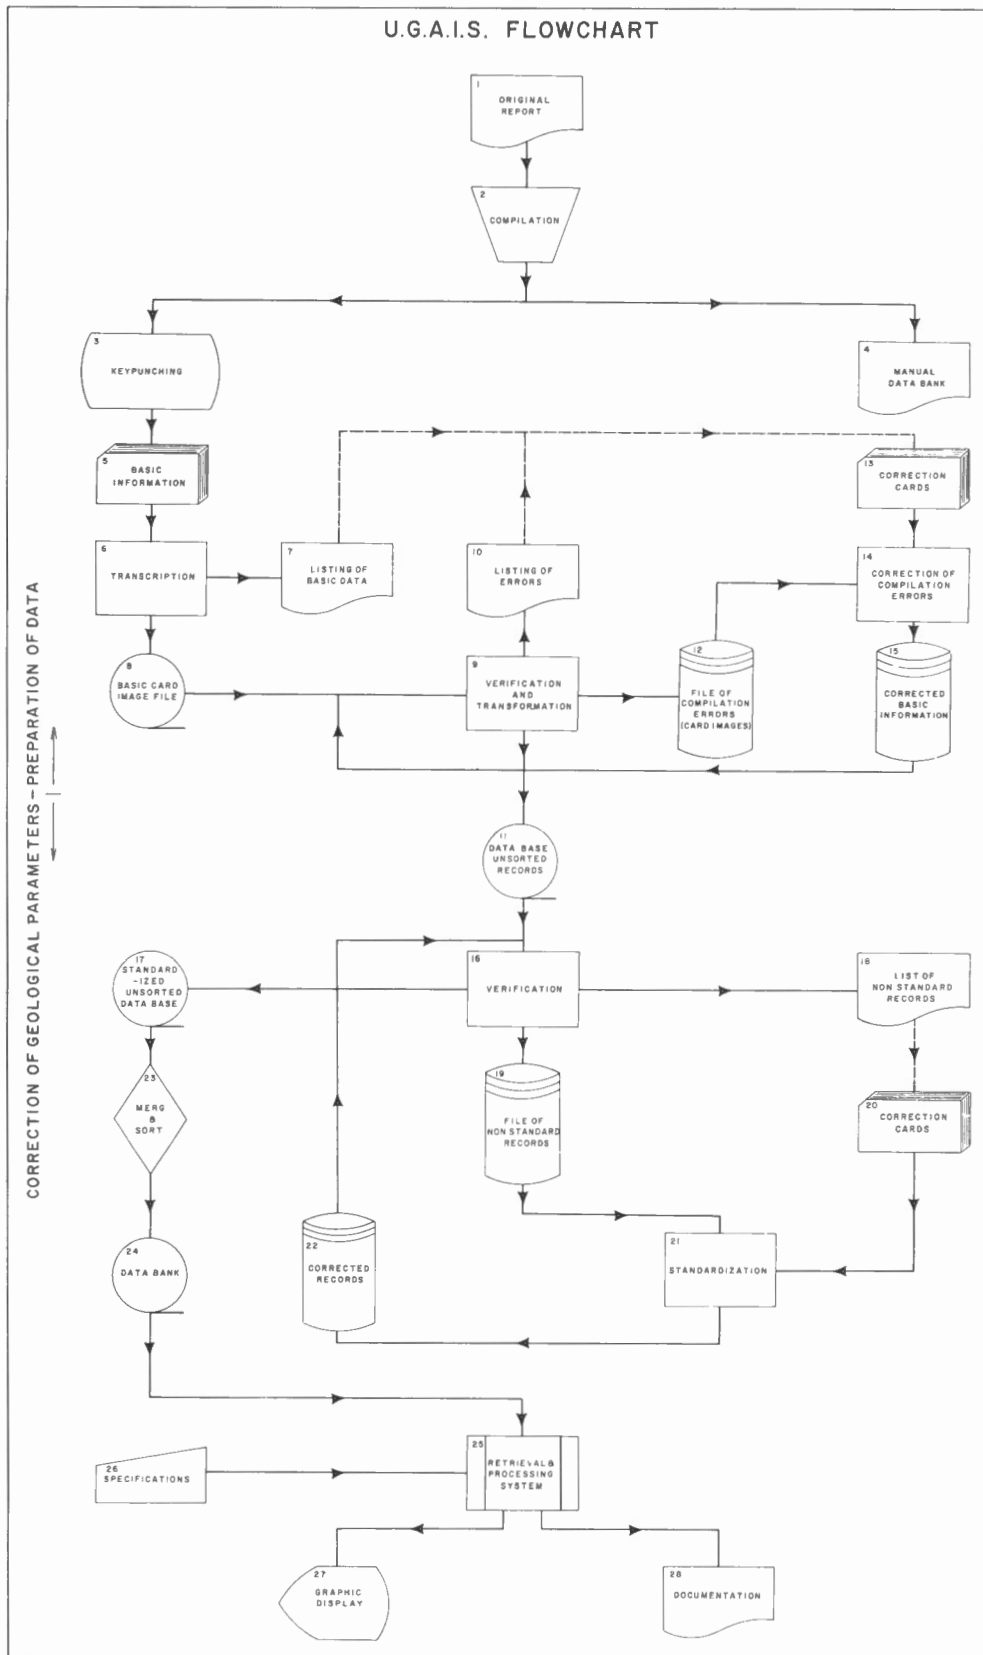 U.G.A.I.S. FLOWCHART
1
ORIGINAL
REPORT
2
COMPILATION
3
KEYPUNCHING
4
MANUAL
DATA BANK
5
BASIC
INFORMATION
13
CORRECTION
CARDS
6
TRANSCRIPTION
7
LISTING OF
BASIC DATA
10
LISTING OF
ERRORS
14
CORRECTION OF
COMPILATION
ERRORS
8
BASIC CARD
IMAGE FILE
9
VERIFICATION
AND
TRANSFORMATION
12
FILE OF
COMPILATION
ERRORS
(CARD IMAGES)
15
CORRECTED
BASIC
INFORMATION
CORRECTION OF GEOLOGICAL PARAMETERS – PREPARATION OF DATA
11
DATA BASE
UNSORTED
RECORDS
17
STANDARD
-IZED
UNSORTED
DATA BASE
16
VERIFICATION
18
LIST OF
NON STANDARD
RECORDS
23
MERG
&
SORT
19
FILE OF
NON STANDARD
RECORDS
20
CORRECTION
CARDS
24
DATA BANK
22
CORRECTED
RECORDS
21
STANDARDIZATION
26
SPECIFICATIONS
25
RETRIEVAL &
PROCESSING
SYSTEM
27
GRAPHIC
DISPLAY
28
DOCUMENTATION